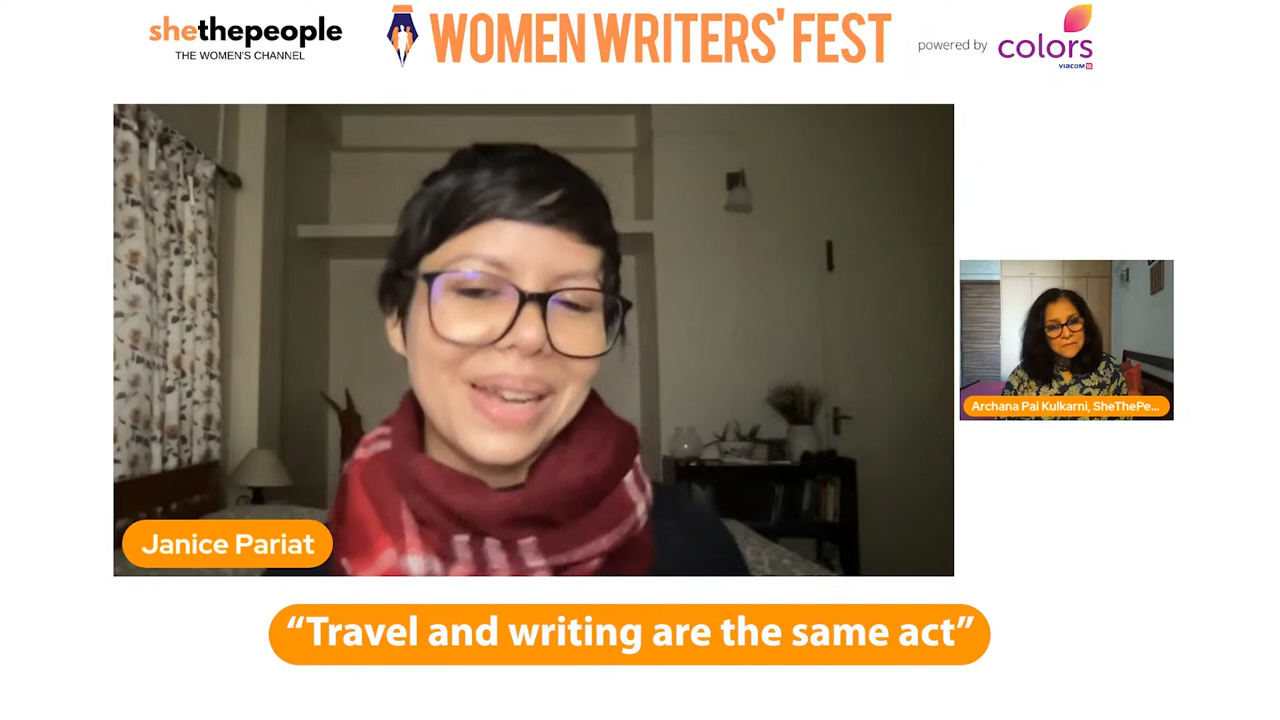 shethepeople
THE WOMEN'S CHANNEL
WOMEN WRITERS' FEST
powered by
colors
VIACOM18
Janice Pariat
Archana Pai Kulkarni, SheThePe...
“Travel and writing are the same act”